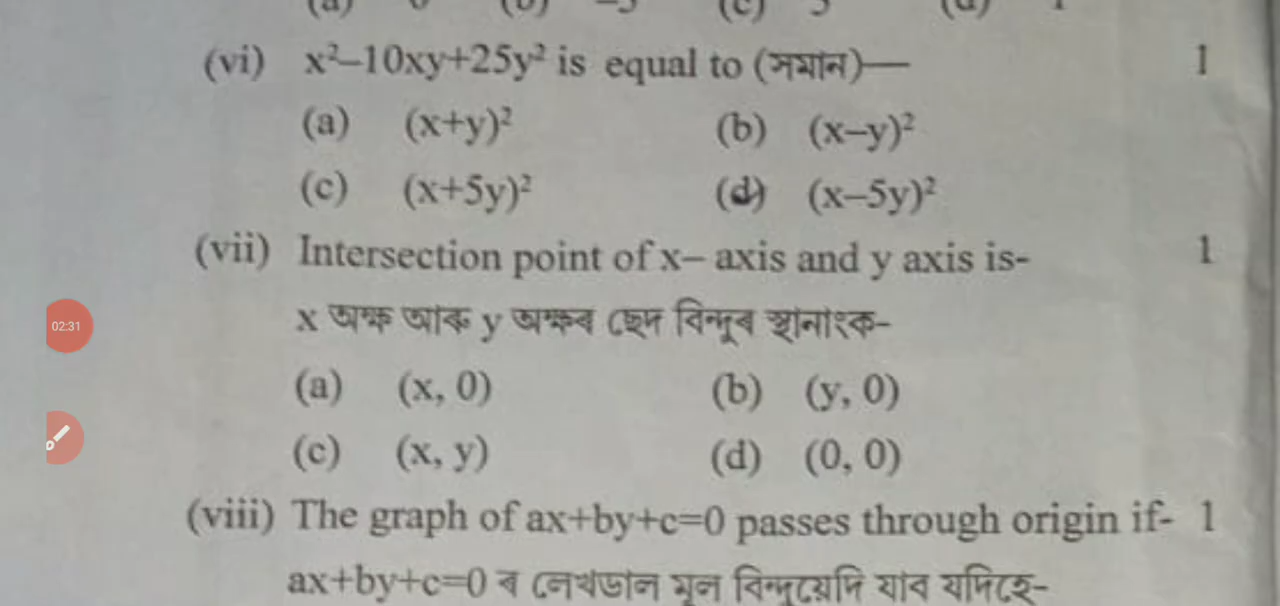 (vi) x²–10xy+25y² is equal to (সমান)— 1
(a) (x+y)² (b) (x–y)²
(c) (x+5y)² (d) (x–5y)²
(vii) Intersection point of x– axis and y axis is- 1
x অক্ষ আৰু y অক্ষৰ ছেদ বিন্দুৰ স্থানাংক-
02:31
(a) (x, 0) (b) (y, 0)
(c) (x, y) (d) (0, 0)
(viii) The graph of ax+by+c=0 passes through origin if- 1
ax+by+c=0 ৰ লেখডাল মূল বিন্দুয়েদি যাব যদিহে-